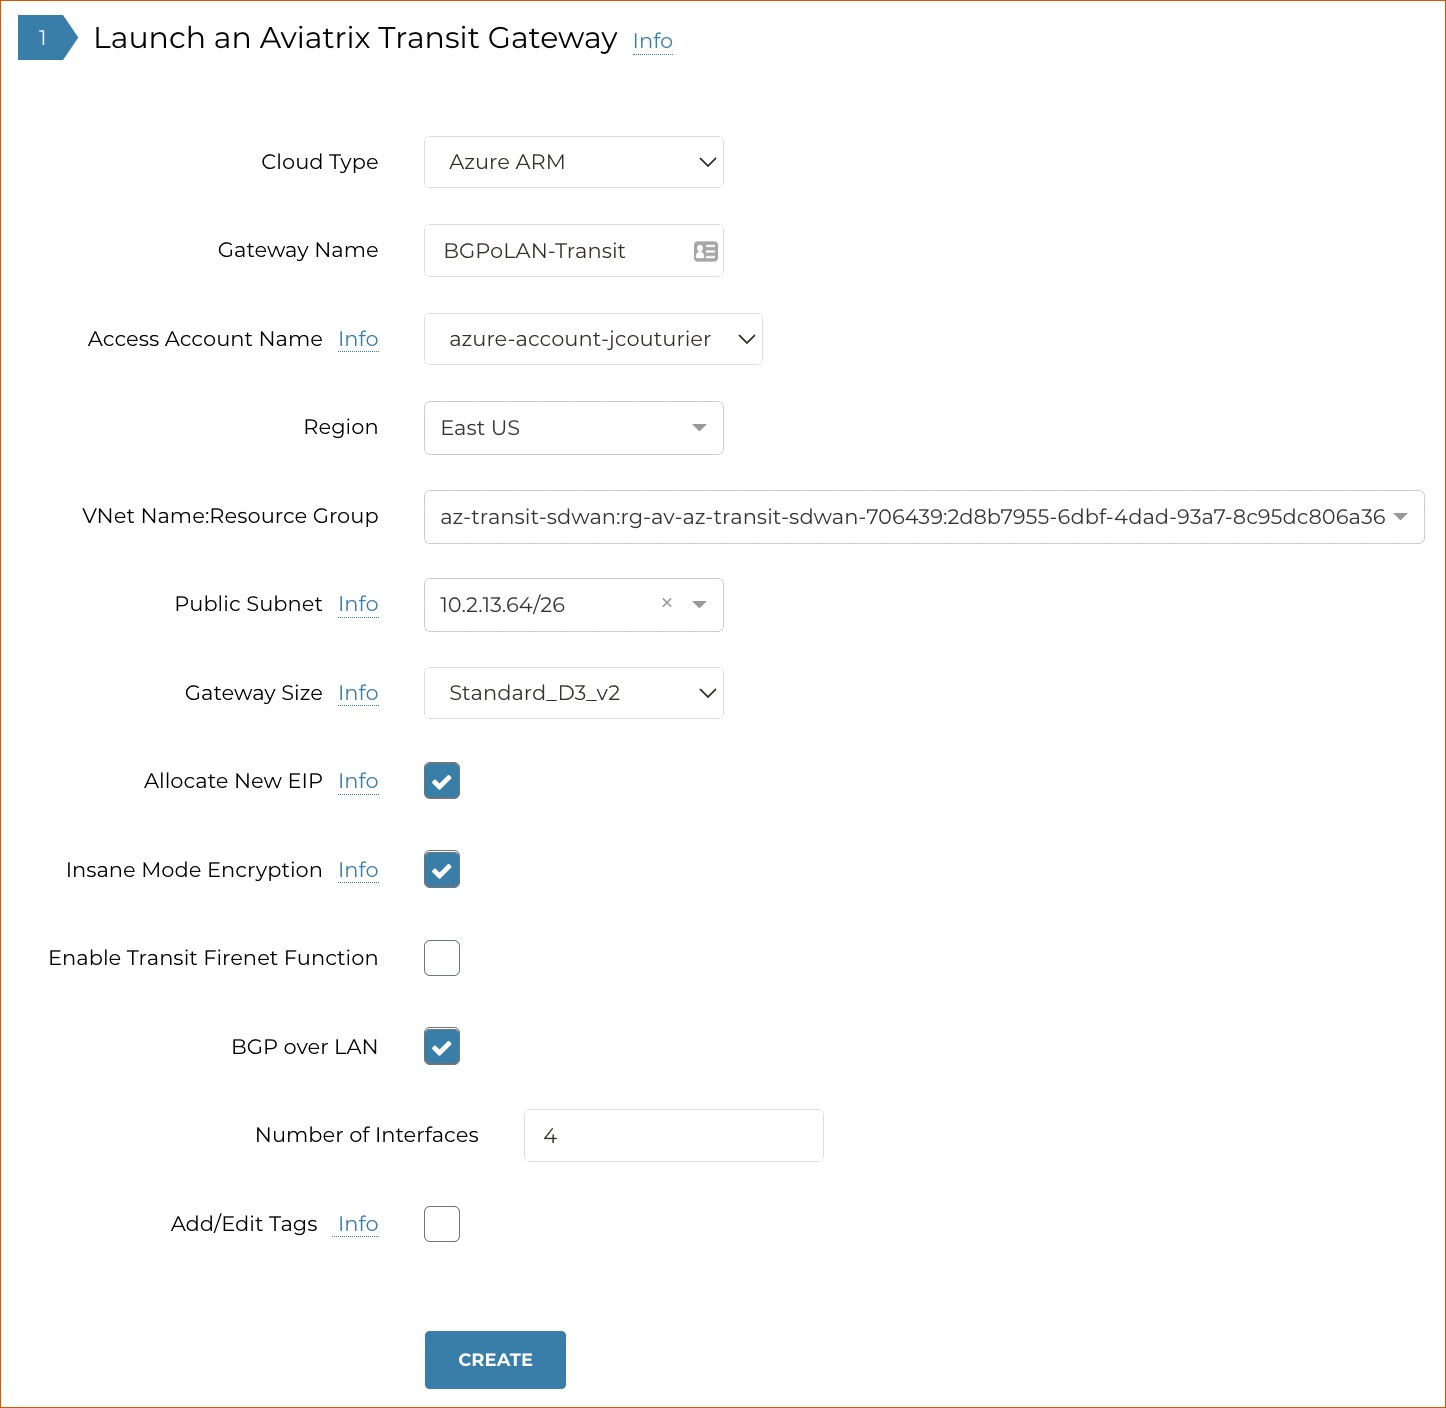 1 Launch an Aviatrix Transit Gateway Info
Cloud Type Azure ARM
Gateway Name BGPoLAN-Transit
Access Account Name Info azure-account-jcouturier
Region East US
VNet Name:Resource Group az-transit-sdwan:rg-av-az-transit-sdwan-706439:2d8b7955-6dbf-4dad-93a7-8c95dc806a36
Public Subnet Info 10.2.13.64/26 ×
Gateway Size Info Standard_D3_v2
Allocate New EIP Info
Insane Mode Encryption Info
Enable Transit Firenet Function
BGP over LAN
Number of Interfaces 4
Add/Edit Tags Info
CREATE